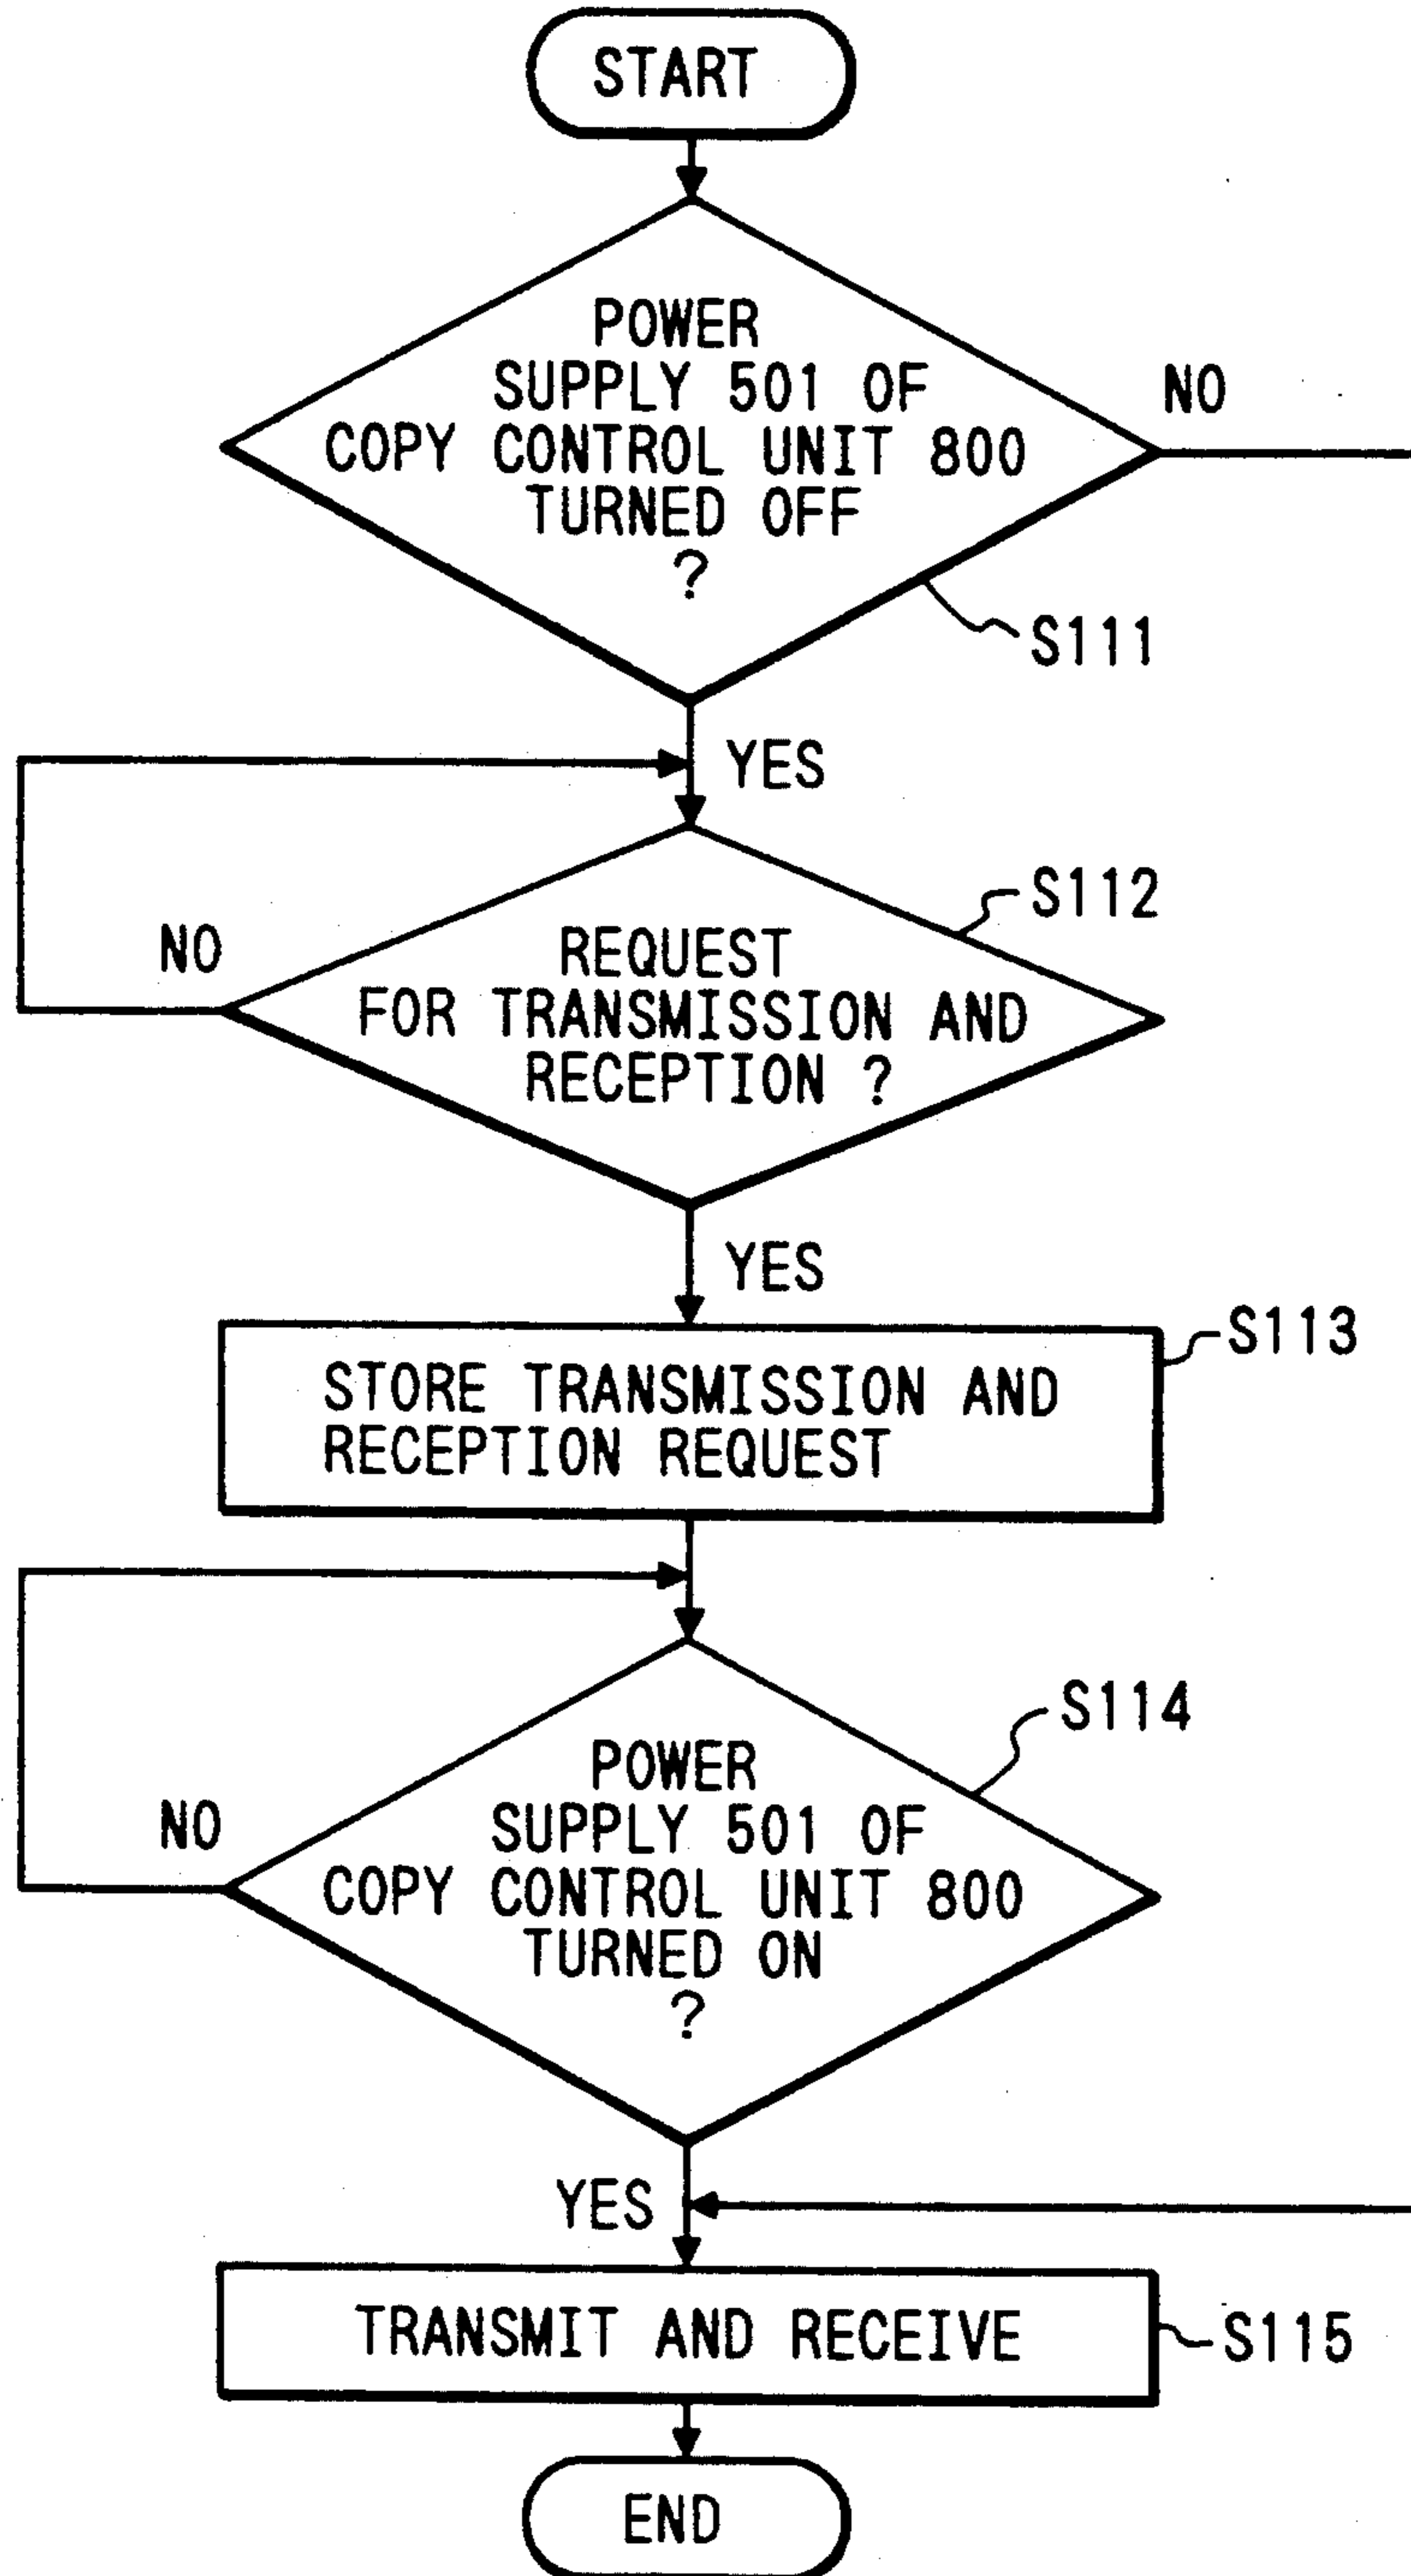 START
POWER
SUPPLY 501 OF
COPY CONTROL UNIT 800
TURNED OFF
?
NO
S111
YES
S112
REQUEST
FOR TRANSMISSION AND
RECEPTION ?
NO
YES
S113
STORE TRANSMISSION AND
RECEPTION REQUEST
S114
POWER
SUPPLY 501 OF
COPY CONTROL UNIT 800
TURNED ON
?
NO
YES
TRANSMIT AND RECEIVE
S115
END